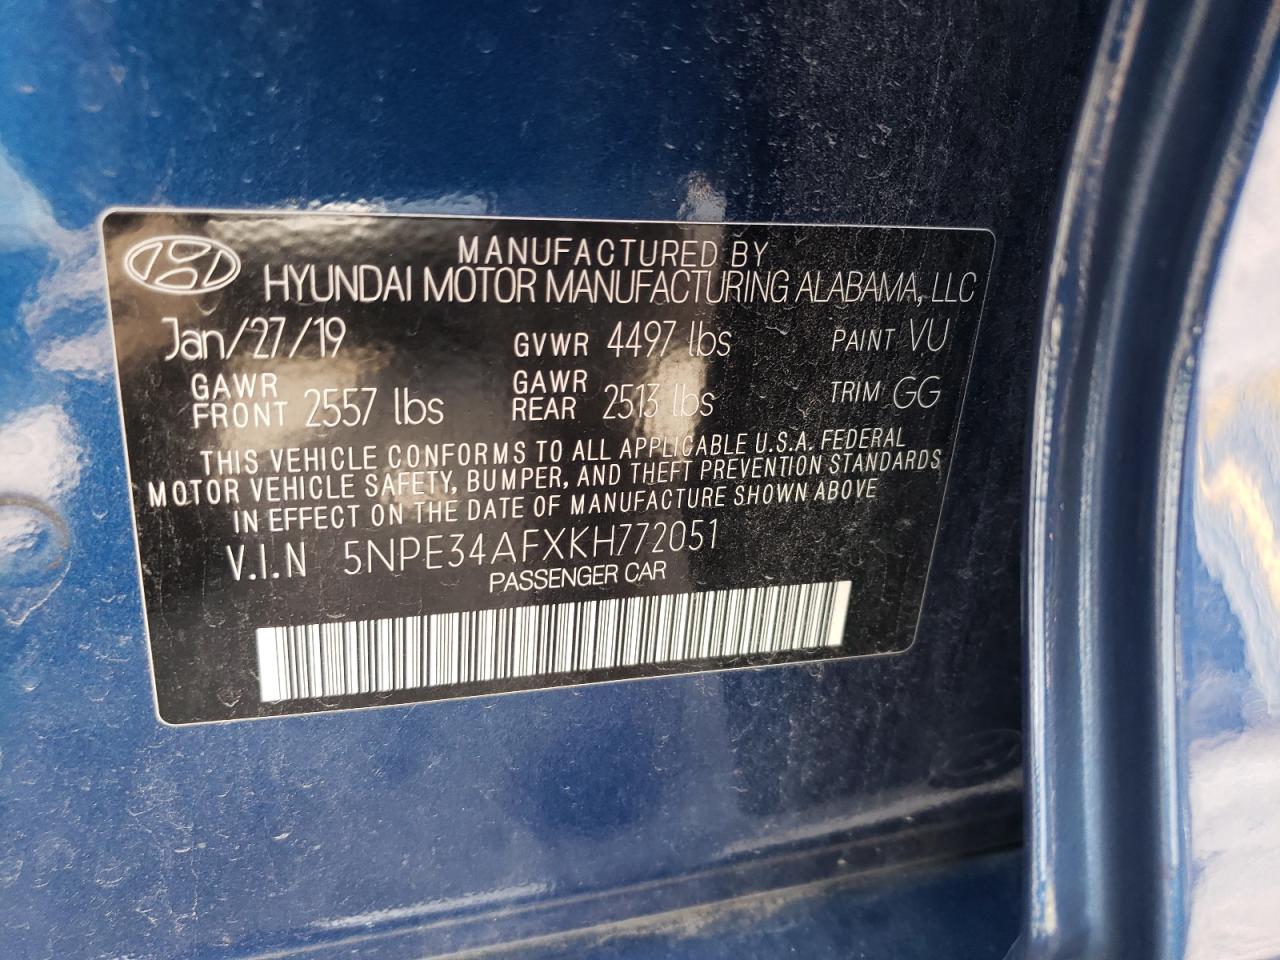 MANUFACTURED BY
HYUNDAI MOTOR MANUFACTURING ALABAMA, LLC
Jan/27/19 GVWR 4497 lbs PAINT VU
GAWR FRONT 2557 lbs GAWR REAR 2513 lbs TRIM GG
THIS VEHICLE CONFORMS TO ALL APPLICABLE U.S.A. FEDERAL
MOTOR VEHICLE SAFETY, BUMPER, AND THEFT PREVENTION STANDARDS
IN EFFECT ON THE DATE OF MANUFACTURE SHOWN ABOVE
V.I.N 5NPE34AFXKH772051
PASSENGER CAR